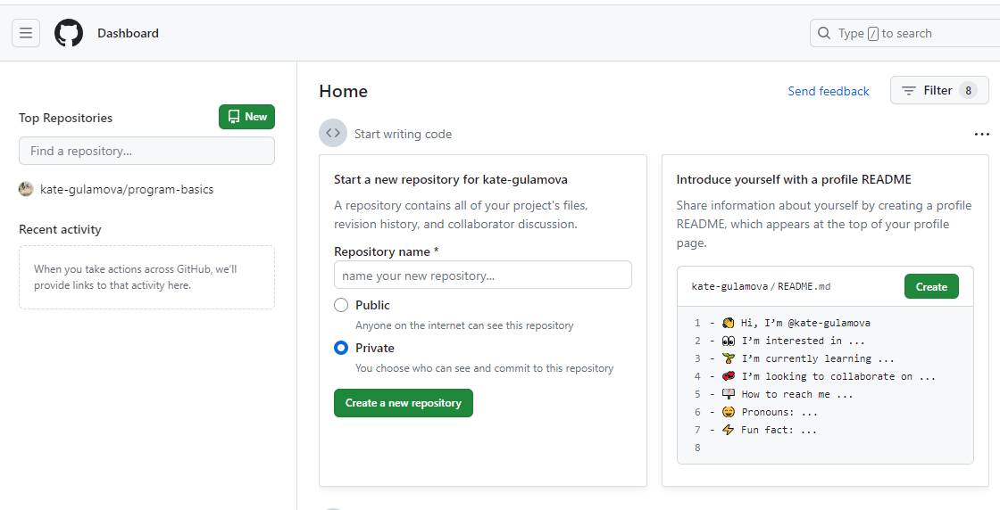 Dashboard
Type / to search
Top Repositories
New
Find a repository...
kate-gulamova/program-basics
Recent activity
When you take actions across GitHub, we'll
provide links to that activity here.
Home
Send feedback
Filter 8
Start writing code
Start a new repository for kate-gulamova
A repository contains all of your project's files,
revision history, and collaborator discussion.
Repository name *
name your new repository...
Public
Anyone on the internet can see this repository
Private
You choose who can see and commit to this repository
Create a new repository
Introduce yourself with a profile README
Share information about yourself by creating a profile
README, which appears at the top of your profile
page.
kate-gulamova / README.md
Create
1 - 👋 Hi, I'm @kate-gulamova
2 - 👀 I'm interested in ...
3 - 🌱 I'm currently learning ...
4 - 💞️ I'm looking to collaborate on ...
5 - 📫 How to reach me ...
6 - 😄 Pronouns: ...
7 - ⚡ Fun fact: ...
8